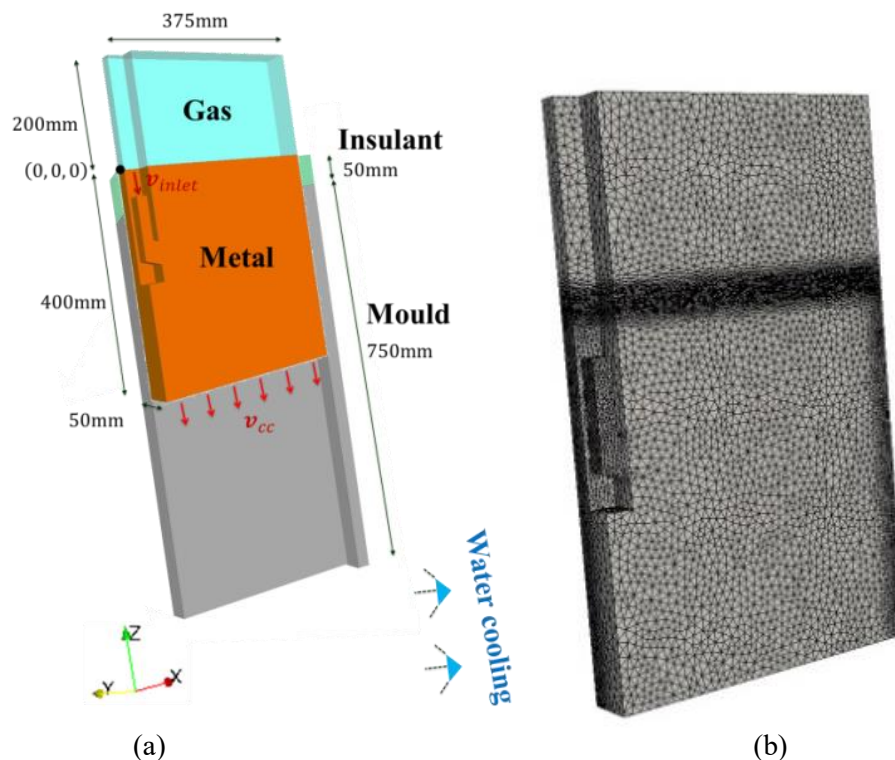 375mm
Gas
200mm
Insulant
50mm
(0, 0, 0)
v_inlet
Metal
400mm
Mould
750mm
50mm
v_cc
Water cooling
Z
Y
X
(a)
(b)